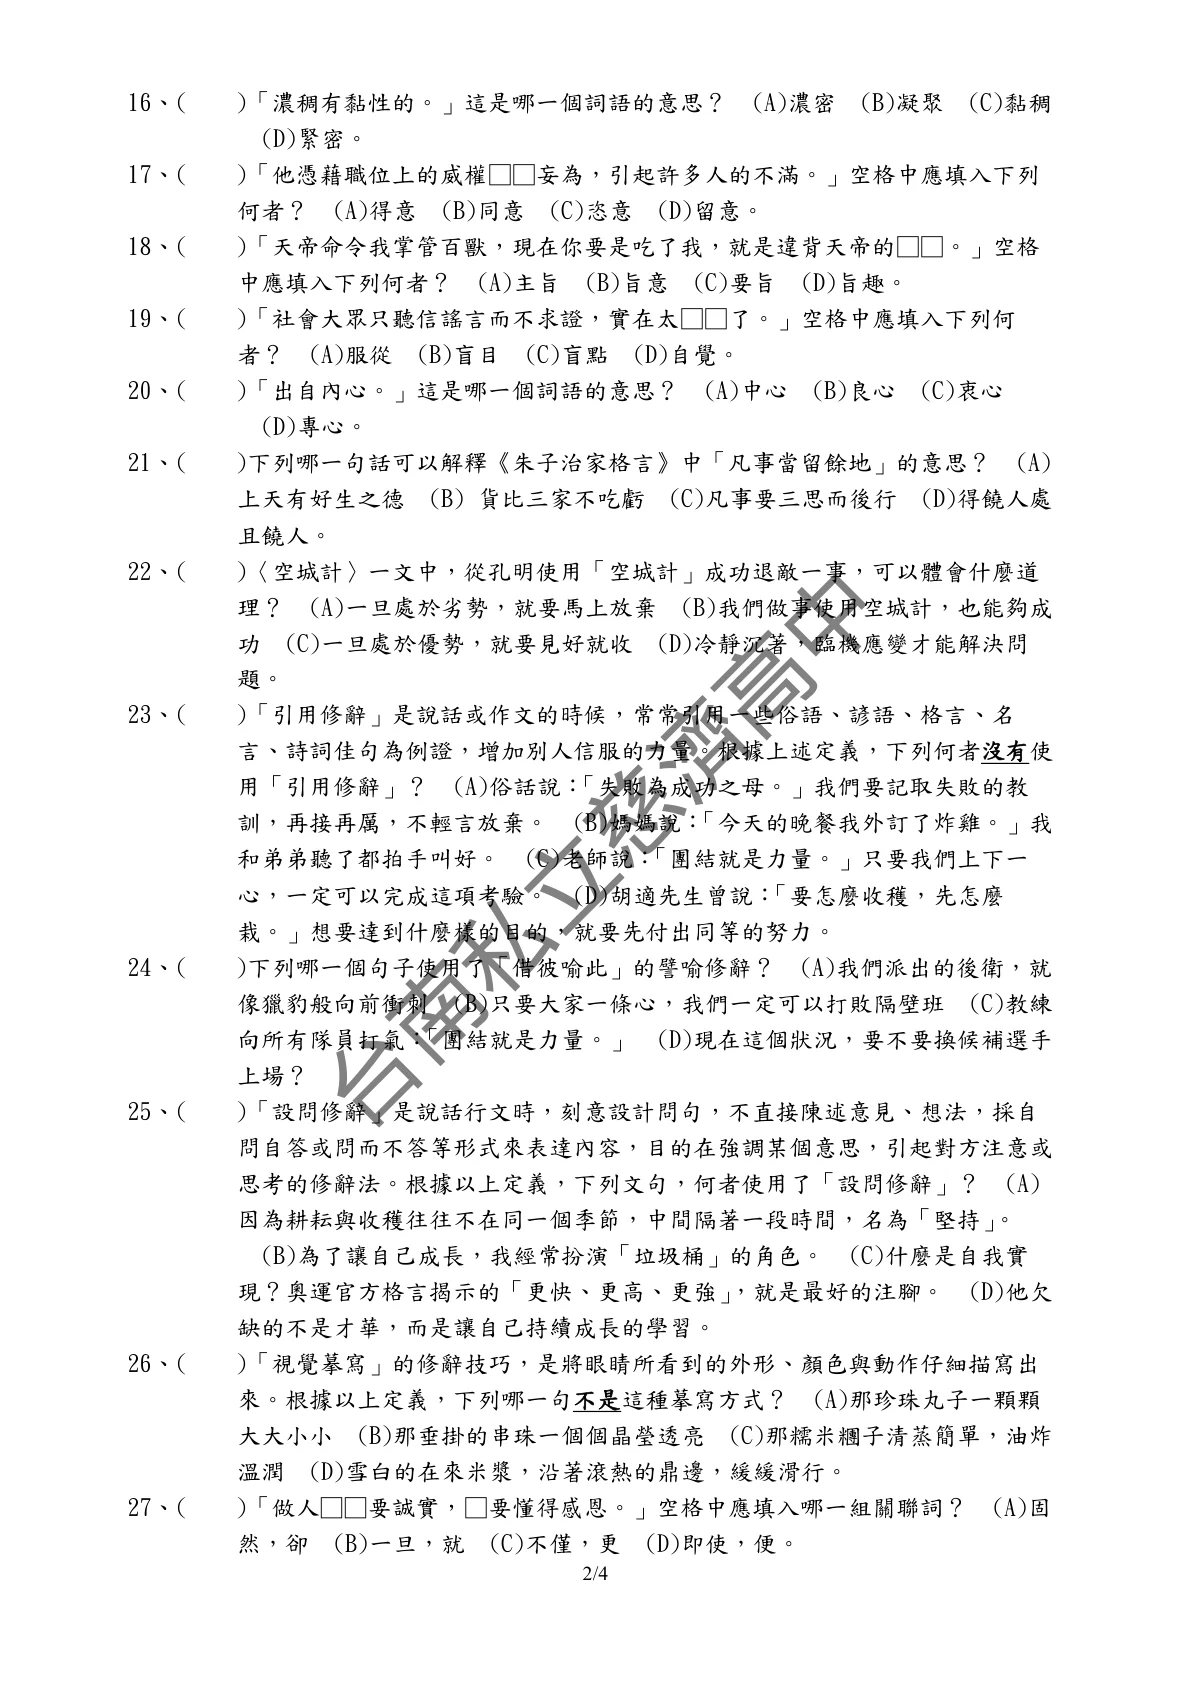 16、(　　)「濃稠有黏性的。」這是哪一個詞語的意思？　(A)濃密　(B)凝聚　(C)黏稠
(D)緊密。
17、(　　)「他憑藉職位上的威權□□妄為，引起許多人的不滿。」空格中應填入下列
何者？　(A)得意　(B)同意　(C)恣意　(D)留意。
18、(　　)「天帝命令我掌管百獸，現在你要是吃了我，就是違背天帝的□□。」空格
中應填入下列何者？　(A)主旨　(B)旨意　(C)要旨　(D)旨趣。
19、(　　)「社會大眾只聽信謠言而不求證，實在太□□了。」空格中應填入下列何
者？　(A)服從　(B)盲目　(C)盲點　(D)自覺。
20、(　　)「出自內心。」這是哪一個詞語的意思？　(A)中心　(B)良心　(C)衷心
(D)專心。
21、(　　)下列哪一句話可以解釋《朱子治家格言》中「凡事當留餘地」的意思？　(A)
上天有好生之德　(B) 貨比三家不吃虧　(C)凡事要三思而後行　(D)得饒人處
且饒人。
22、(　　)〈空城計〉一文中，從孔明使用「空城計」成功退敵一事，可以體會什麼道
理？　(A)一旦處於劣勢，就要馬上放棄　(B)我們做事使用空城計，也能夠成
功　(C)一旦處於優勢，就要見好就收　(D)冷靜沉著，臨機應變才能解決問
題。
23、(　　)「引用修辭」是說話或作文的時候，常常引用一些俗語、諺語、格言、名
言、詩詞佳句為例證，增加別人信服的力量。根據上述定義，下列何者沒有使
用「引用修辭」？　(A)俗話說：「失敗為成功之母。」我們要記取失敗的教
訓，再接再厲，不輕言放棄。　(B)媽媽說：「今天的晚餐我外訂了炸雞。」我
和弟弟聽了都拍手叫好。　(C)老師說：「團結就是力量。」只要我們上下一
心，一定可以完成這項考驗。　(D)胡適先生曾說：「要怎麼收穫，先怎麼
栽。」想要達到什麼樣的目的，就要先付出同等的努力。
24、(　　)下列哪一個句子使用了「借彼喻此」的譬喻修辭？　(A)我們派出的後衛，就
像獵豹般向前衝刺　(B)只要大家一條心，我們一定可以打敗隔壁班　(C)教練
向所有隊員打氣：「團結就是力量。」　(D)現在這個狀況，要不要換候補選手
上場？
25、(　　)「設問修辭」是說話行文時，刻意設計問句，不直接陳述意見、想法，採自
問自答或問而不答等形式來表達內容，目的在強調某個意思，引起對方注意或
思考的修辭法。根據以上定義，下列文句，何者使用了「設問修辭」？　(A)
因為耕耘與收穫往往不在同一個季節，中間隔著一段時間，名為「堅持」。
(B)為了讓自己成長，我經常扮演「垃圾桶」的角色。　(C)什麼是自我實
現？奧運官方格言揭示的「更快、更高、更強」，就是最好的注腳。　(D)他欠
缺的不是才華，而是讓自己持續成長的學習。
26、(　　)「視覺摹寫」的修辭技巧，是將眼睛所看到的外形、顏色與動作仔細描寫出
來。根據以上定義，下列哪一句不是這種摹寫方式？　(A)那珍珠丸子一顆顆
大大小小　(B)那垂掛的串珠一個個晶瑩透亮　(C)那糯米糰子清蒸簡單，油炸
溫潤　(D)雪白的在來米漿，沿著滾熱的鼎邊，緩緩滑行。
27、(　　)「做人□□要誠實，□要懂得感恩。」空格中應填入哪一組關聯詞？　(A)固
然，卻　(B)一旦，就　(C)不僅，更　(D)即使，便。
2/4
台南私立慈濟高中